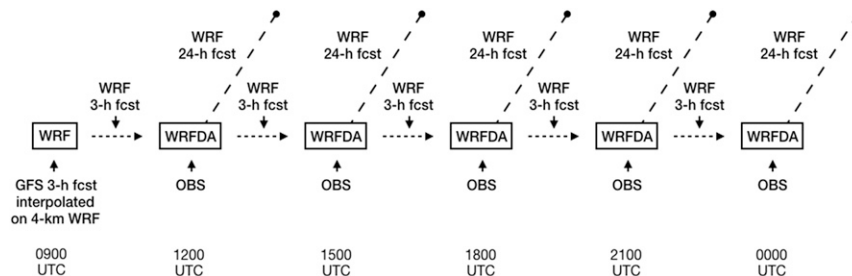 WRF
24-h fcst
WRF
24-h fcst
WRF
24-h fcst
WRF
24-h fcst
WRF
24-h fcst
WRF
3-h fcst
WRF
3-h fcst
WRF
3-h fcst
WRF
3-h fcst
WRF
3-h fcst
WRF
WRFDA
WRFDA
WRFDA
WRFDA
WRFDA
GFS 3-h fcst
interpolated
on 4-km WRF
OBS
OBS
OBS
OBS
OBS
0900
UTC
1200
UTC
1500
UTC
1800
UTC
2100
UTC
0000
UTC